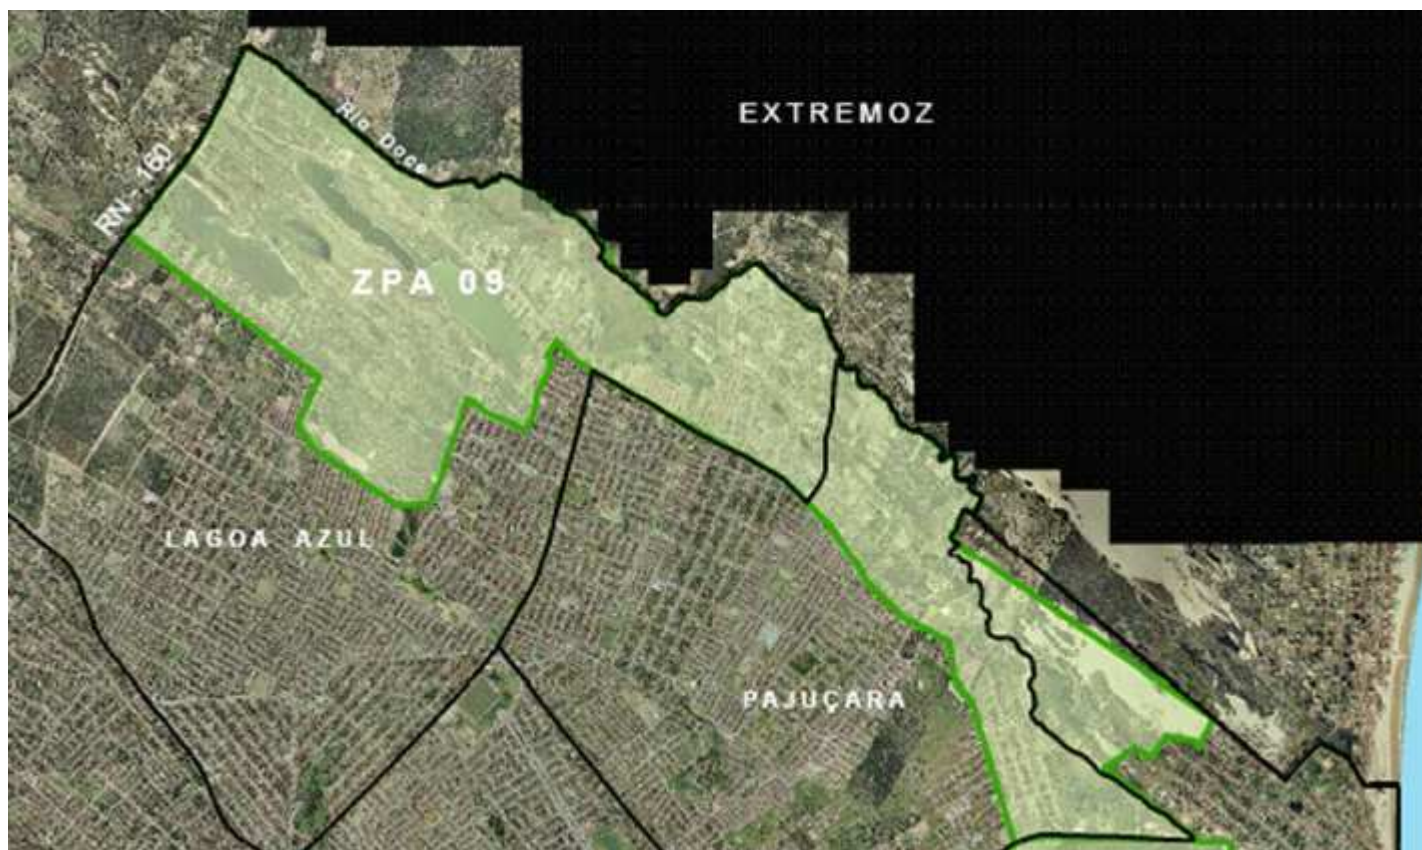 EXTREMOZ
Rio Doce
RN - 160
ZPA 09
LAGOA AZUL
PAJUÇARA